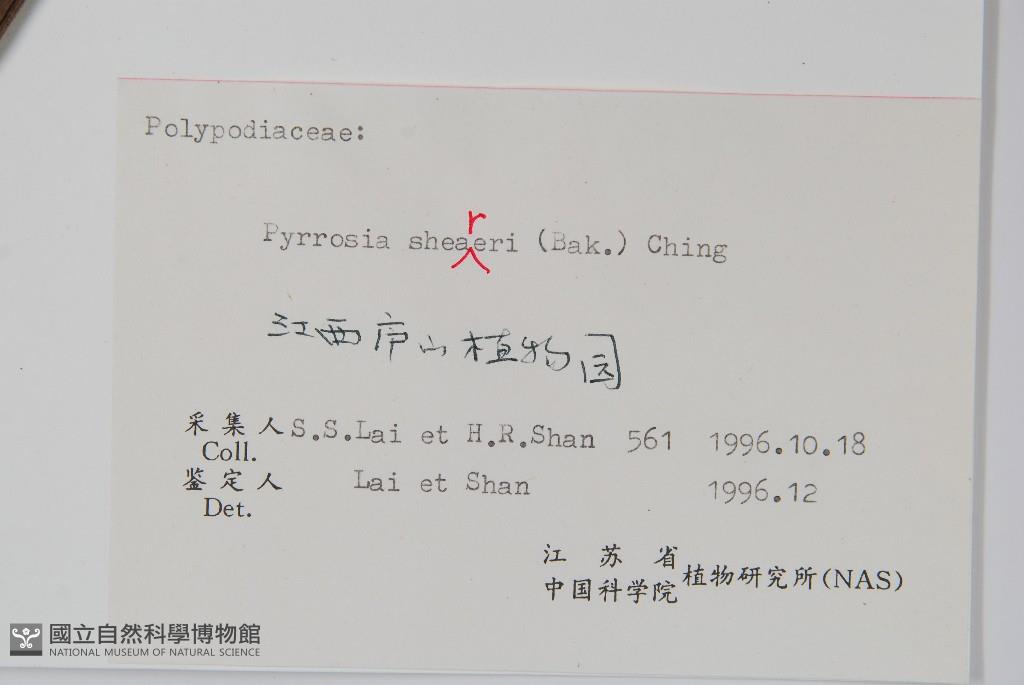 Polypodiaceae:
r
Pyrrosia sheaeri (Bak.) Ching
江西庐山植物园
采集人 S.S.Lai et H.R.Shan 561 1996.10.18
Coll.
鉴定人 Lai et Shan 1996.12
Det.
江苏省
中国科学院 植物研究所(NAS)
國立自然科學博物館
NATIONAL MUSEUM OF NATURAL SCIENCE